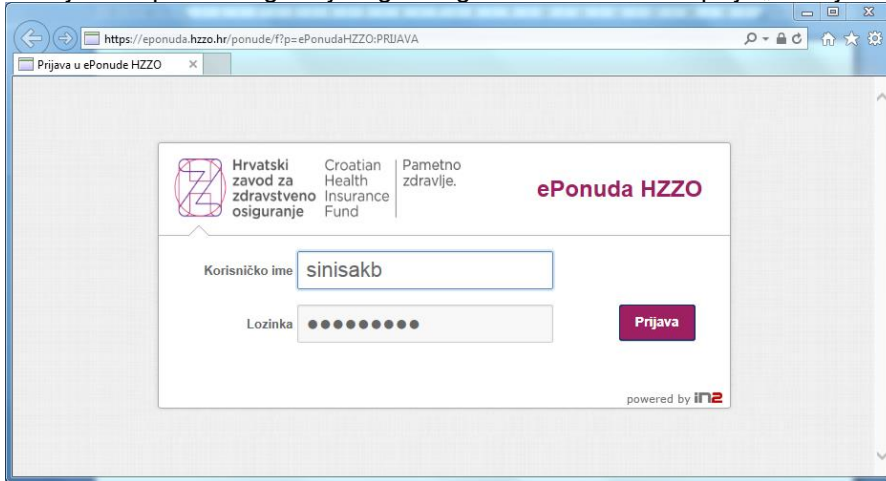 https://eponuda.hzzo.hr/ponude/f?p=ePonudaHZZO:PRIJAVA
Prijava u ePonude HZZO
Hrvatski zavod za zdravstveno osiguranje
Croatian Health Insurance Fund
Pametno zdravlje.
ePonuda HZZO
Korisničko ime sinisakb
Lozinka
Prijava
powered by in2